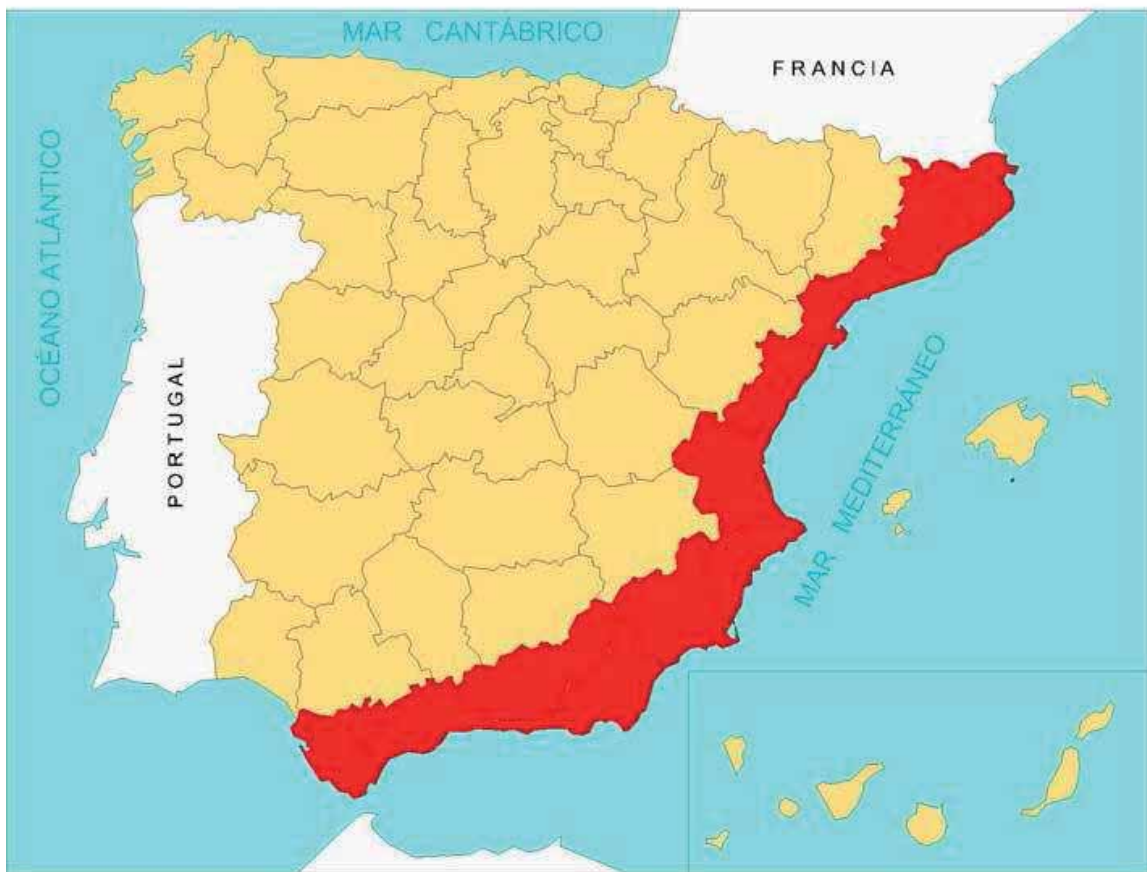 MAR CANTÁBRICO
FRANCIA
OCÉANO ATLÁNTICO
PORTUGAL
MAR MEDITERRÁNEO